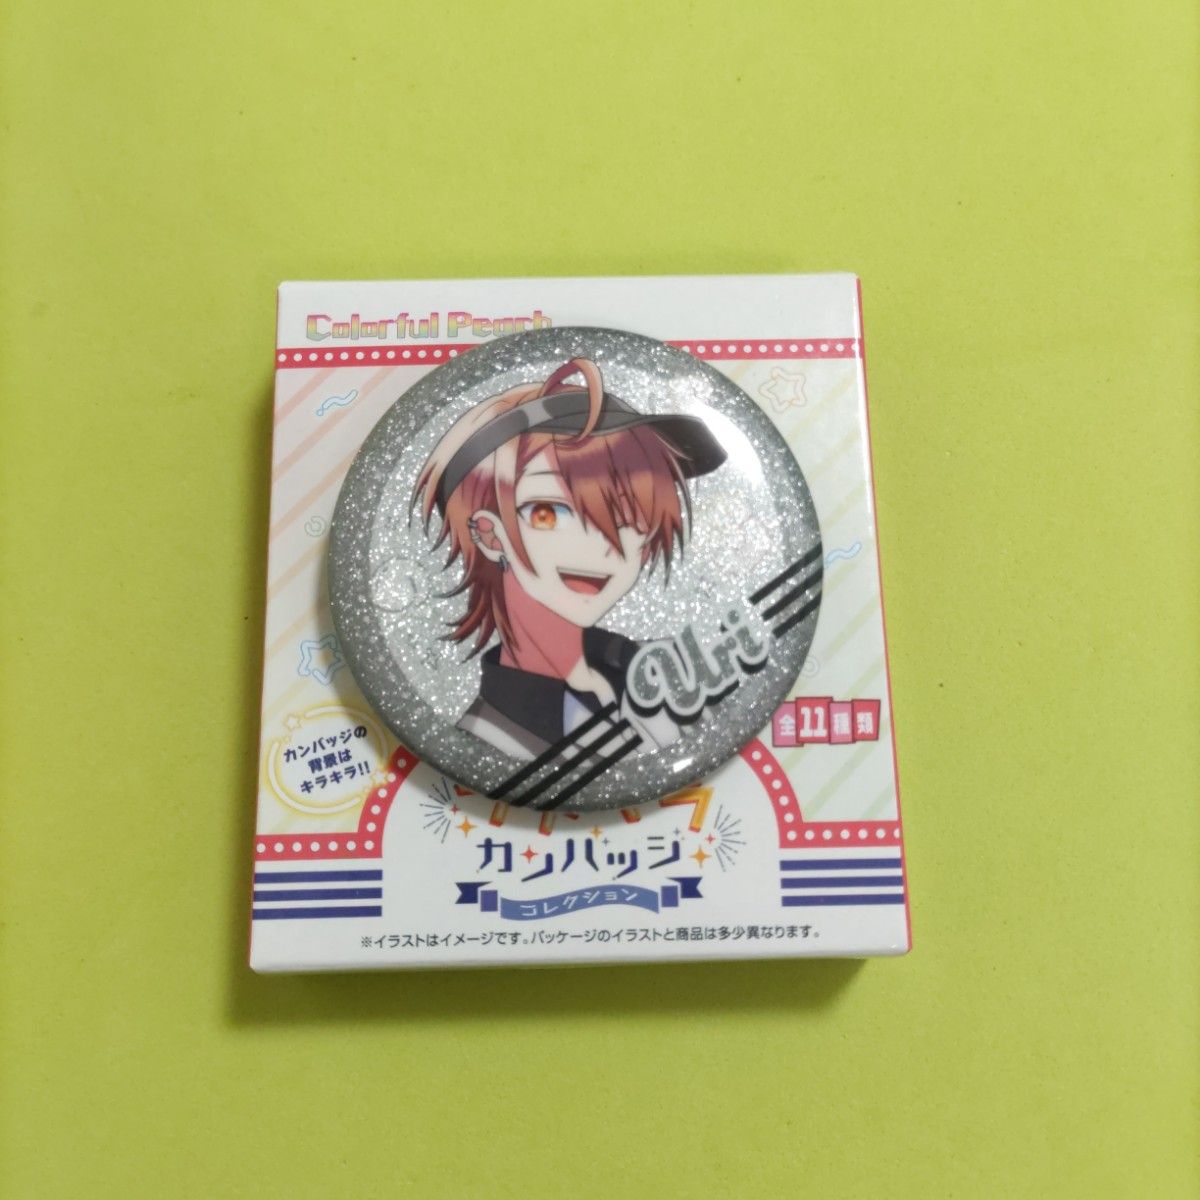 Colorful Peach
Uri
全11種類
カンバッジの
背景は
キラキラ!!
カンバッジ
コレクション
※イラストはイメージです。パッケージのイラストと商品は多少異なります。